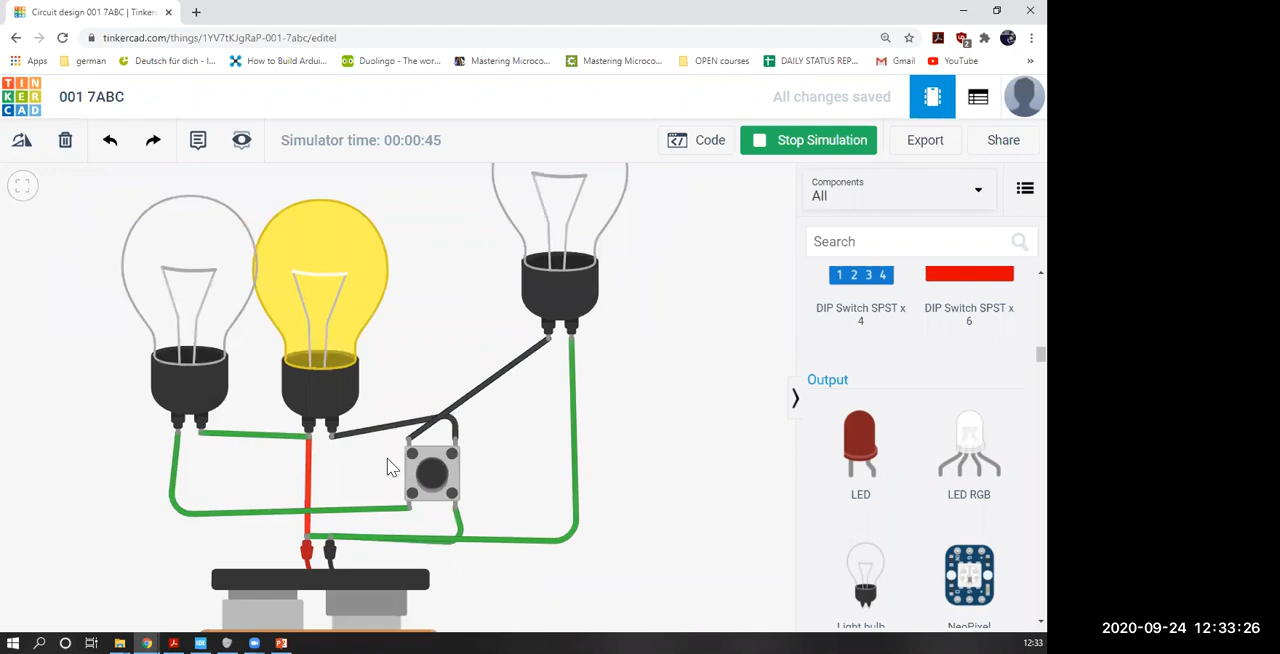 Circuit design 001 7ABC | Tinker
tinkercad.com/things/1YV7tKJgRaP-001-7abc/editel
Apps german Deutsch für dich - I... How to Build Ardui... Duolingo - The wor... Mastering Microco... Mastering Microco... OPEN courses DAILY STATUS REP... Gmail YouTube »
TIN
KER
CAD
001 7ABC
All changes saved
Simulator time: 00:00:45
Code
Stop Simulation
Export
Share
Components
All
Search
1 2 3 4
DIP Switch SPST x
4
DIP Switch SPST x
6
Output
LED
LED RGB
Light bulb
NeoPixel
12:33
2020-09-24 12:33:26